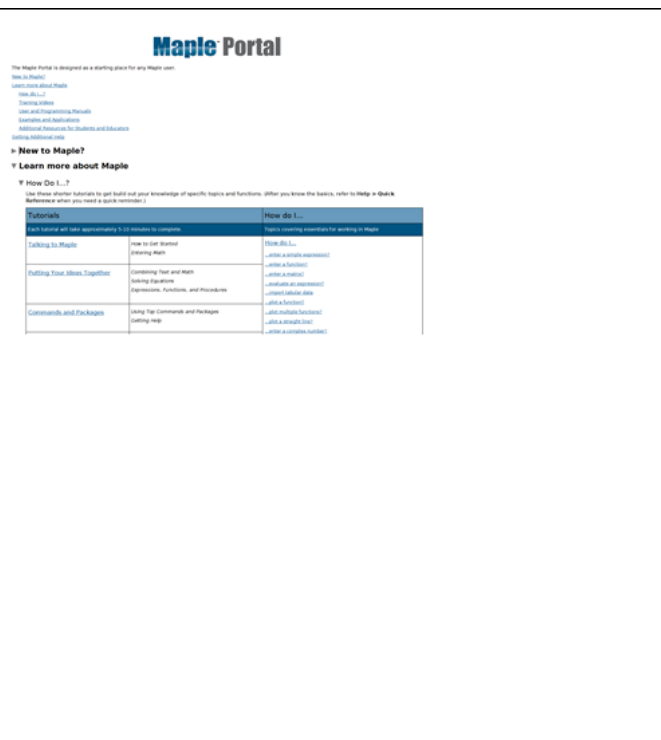 Maple Portal
The Maple Portal is designed as a starting place for any Maple user.
New to Maple?
Learn more about Maple
How do I...?
Training Videos
User and Programming Manuals
Examples and Applications
Additional Resources for Students and Educators
Getting Additional Help
New to Maple?
Learn more about Maple
How Do I...?
Use these shorter tutorials to get build out your knowledge of specific topics and functions. (After you know the basics, refer to Help > Quick
Reference when you need a quick reminder.)
Tutorials
How do I...
Each tutorial will take approximately 5-10 minutes to complete.
Topics covering essentials for working in Maple
Talking to Maple
How to Get Started
Entering Math
Putting Your Ideas Together
Combining Text and Math
Solving Equations
Expressions, Functions, and Procedures
Commands and Packages
Using Top Commands and Packages
Getting Help
How do I...
...enter a simple expression?
...enter a function?
...enter a matrix?
...evaluate an expression?
...import tabular data
...plot a function?
...plot multiple functions?
...plot a straight line?
...enter a complex number?